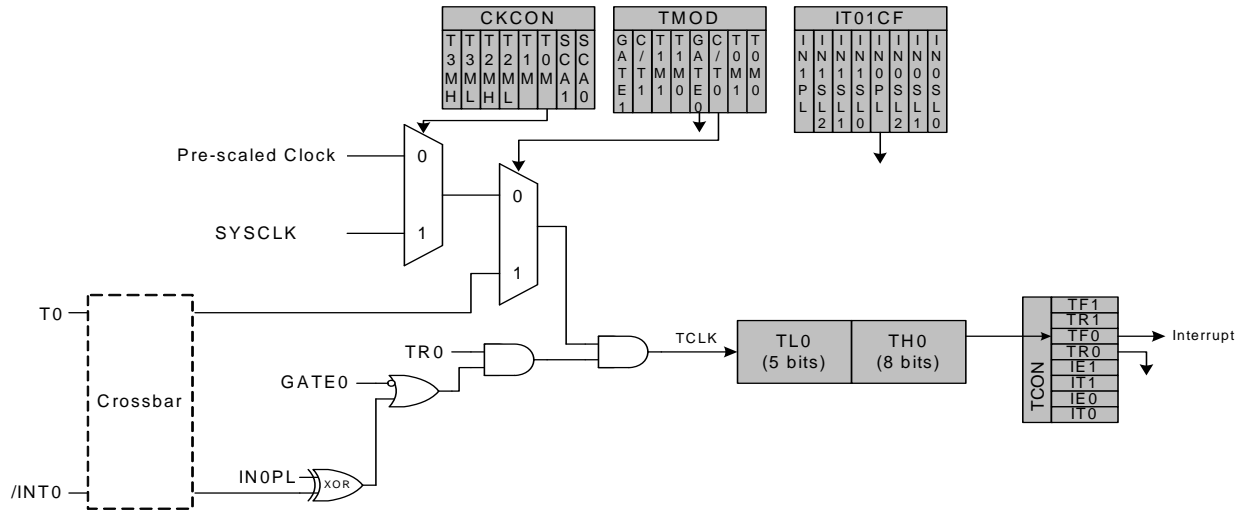 CKCON
T3MH T3ML T2MH T2ML T1M T0M SCA1 SCA0
TMOD
GATE1 C/T1 T1M1 T1M0 GATE0 C/T0 T0M1 T0M0
IT01CF
IN1PL IN1SL2 IN1SL1 IN1SL0 IN0PL IN0SL2 IN0SL1 IN0SL0
Pre-scaled Clock
0
SYSCLK
1
0
1
T0
Crossbar
/INT0
TR0
GATE0
IN0PL
XOR
TCLK
TL0
(5 bits)
TH0
(8 bits)
TCON
TF1
TR1
TF0
TR0
IE1
IT1
IE0
IT0
Interrupt